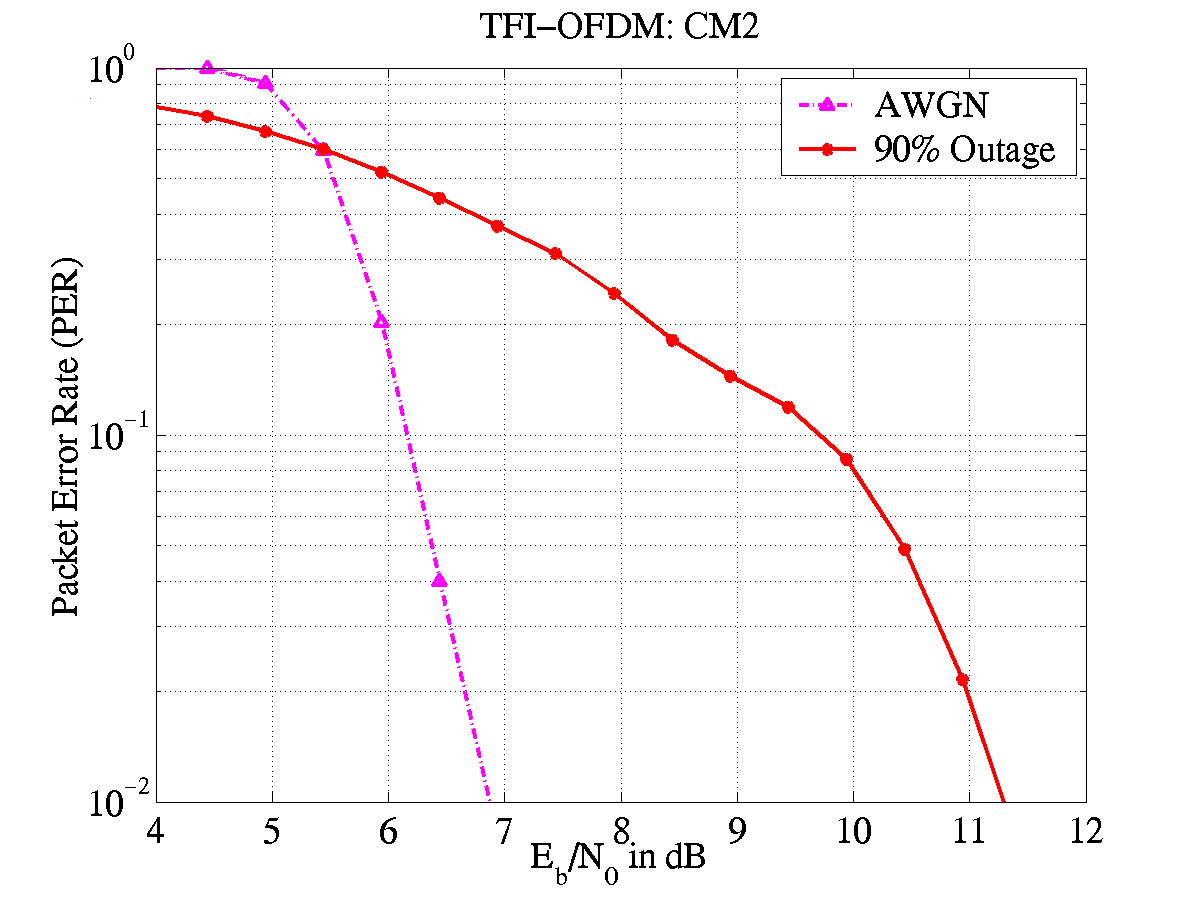 TFI−OFDM: CM2
AWGN
90% Outage
Packet Error Rate (PER)
10^0
10^−1
10^−2
4 5 6 7 8 9 10 11 12
E_b/N_0 in dB